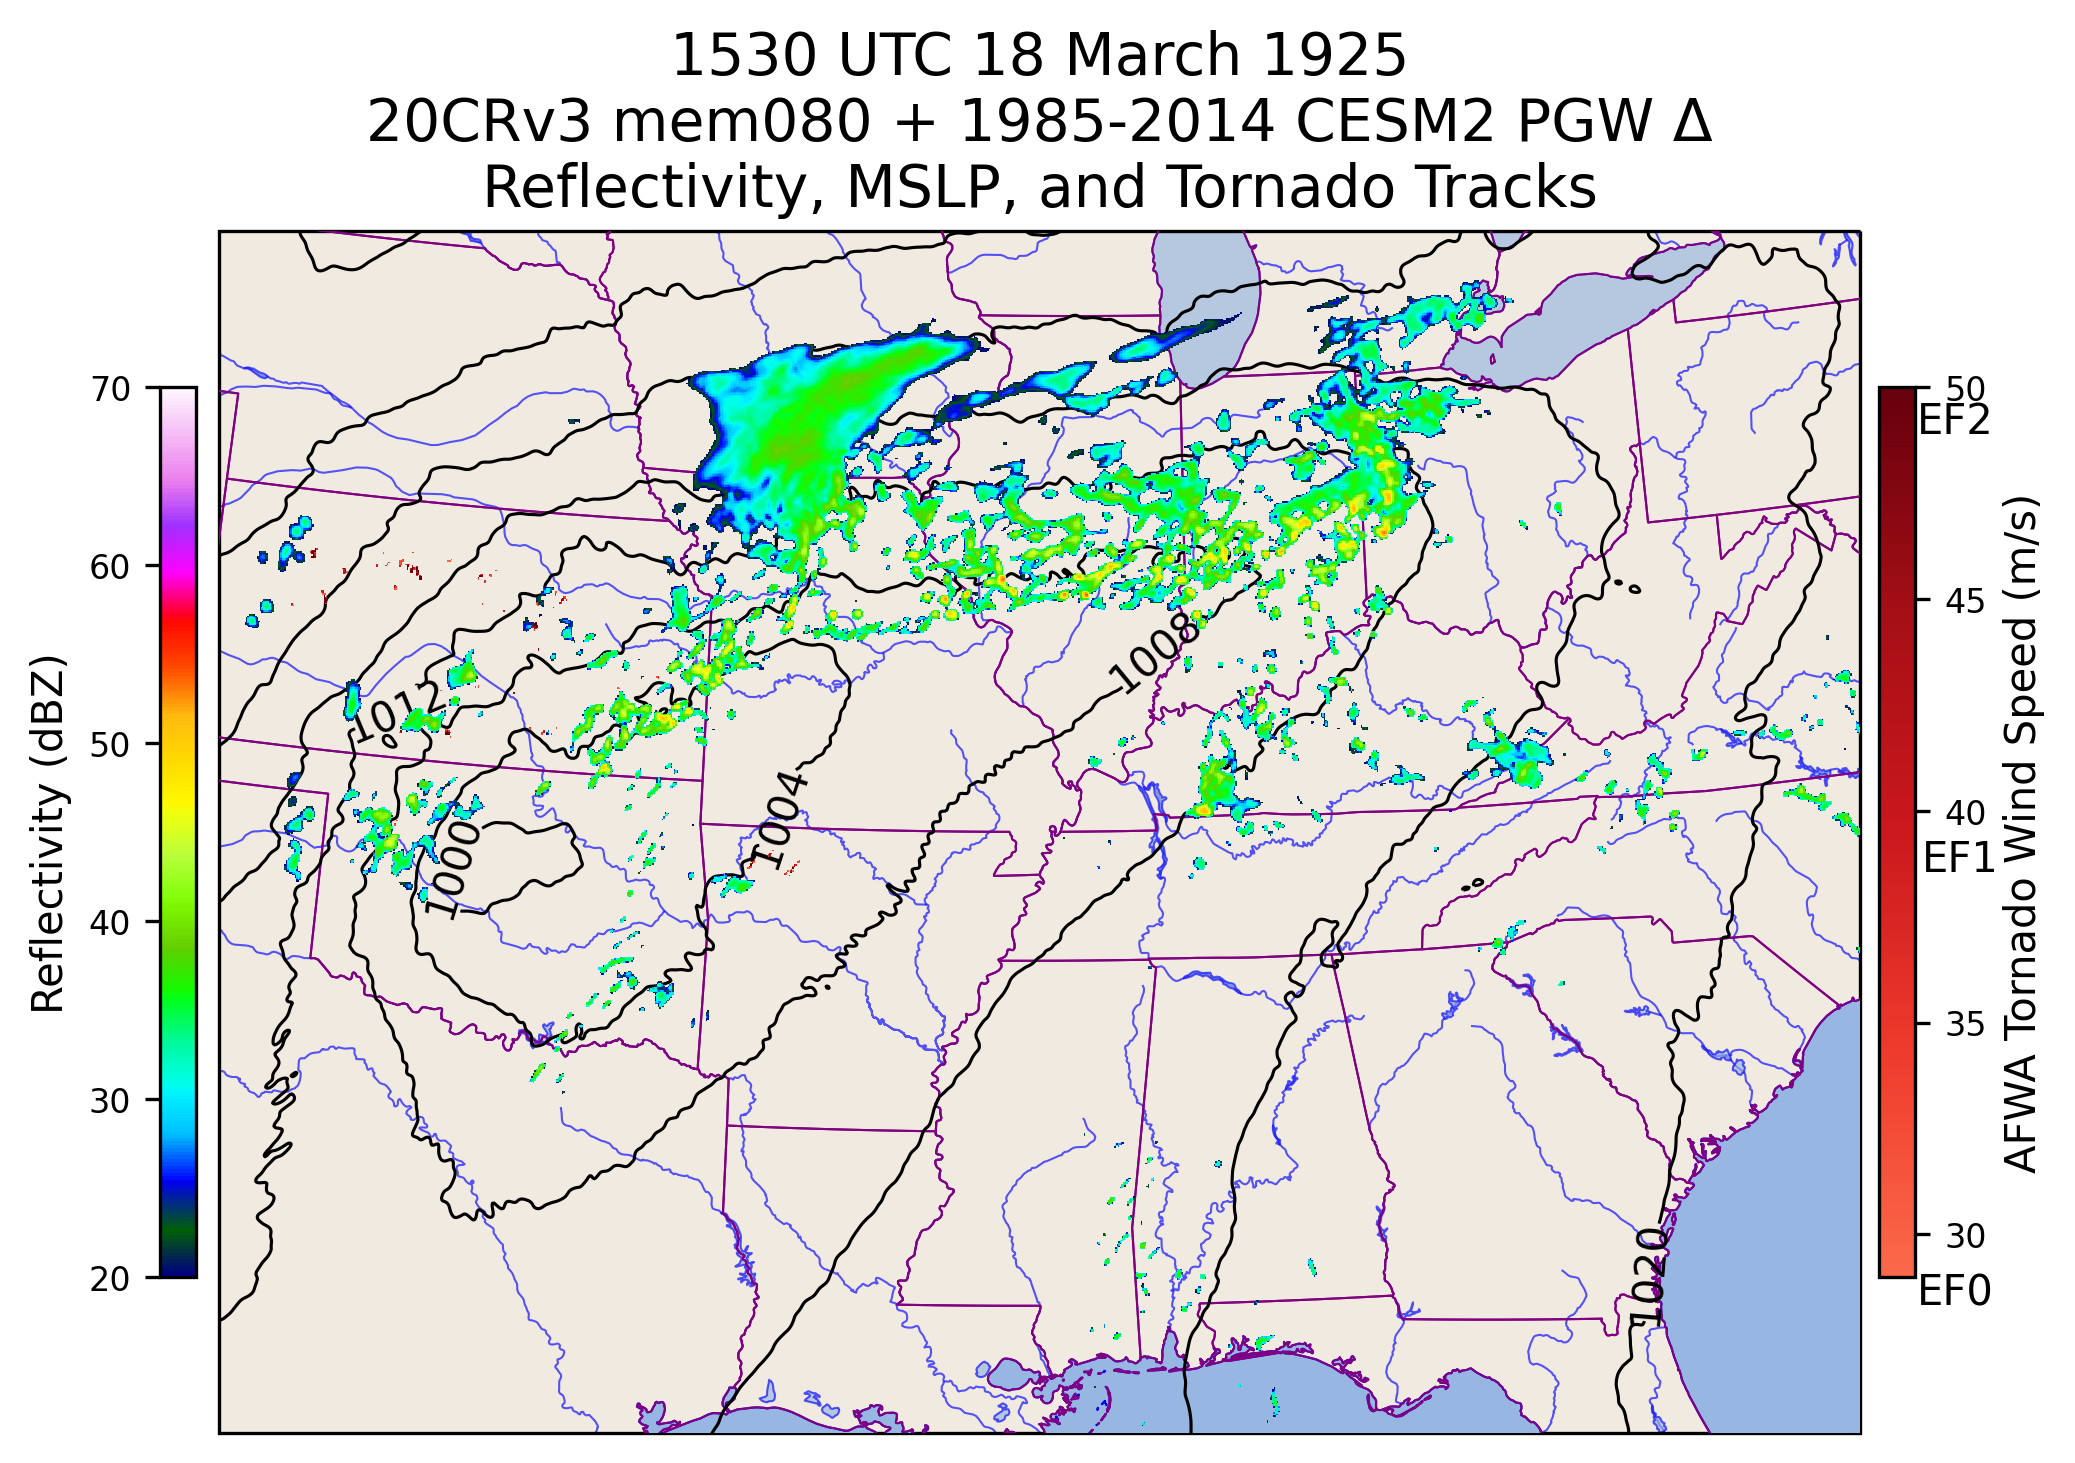 1530 UTC 18 March 1925
20CRv3 mem080 + 1985-2014 CESM2 PGW Δ
Reflectivity, MSLP, and Tornado Tracks
Reflectivity (dBZ)
70
60
50
40
30
20
1012
1008
1004
1000
1020
50
EF2
45
40
EF1
35
30
EF0
AFWA Tornado Wind Speed (m/s)